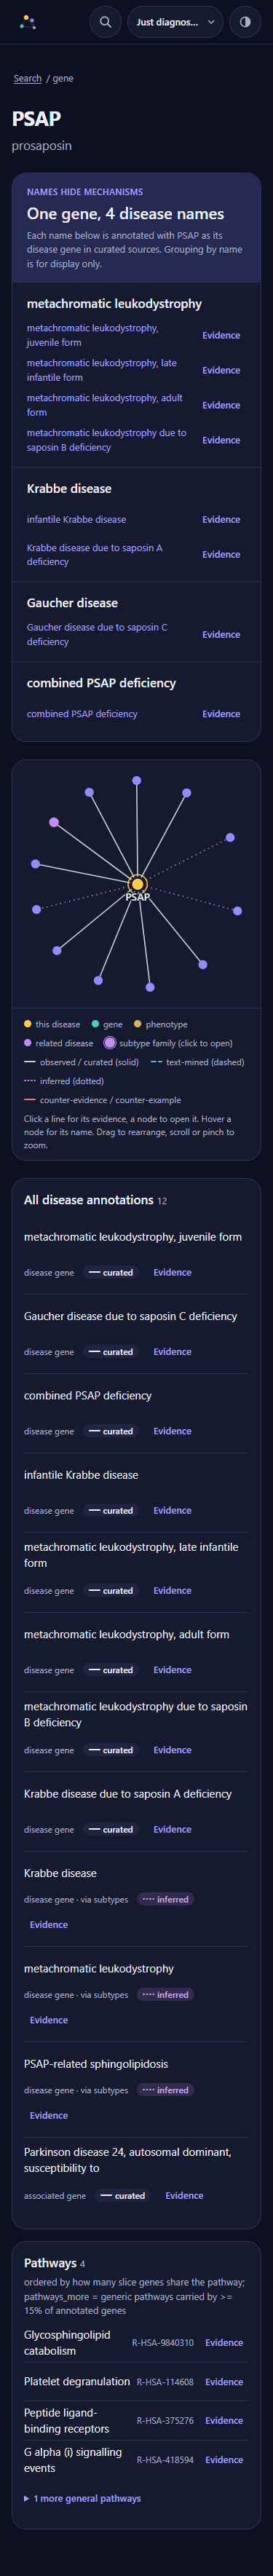 Just diagnos...
Search / gene
PSAP
prosaposin
NAMES HIDE MECHANISMS
One gene, 4 disease names
Each name below is annotated with PSAP as its
disease gene in curated sources. Grouping by name
is for display only.
metachromatic leukodystrophy
metachromatic leukodystrophy,
juvenile form
Evidence
metachromatic leukodystrophy, late
infantile form
Evidence
metachromatic leukodystrophy, adult
form
Evidence
metachromatic leukodystrophy due to
saposin B deficiency
Evidence
Krabbe disease
infantile Krabbe disease Evidence
Krabbe disease due to saposin A
deficiency
Evidence
Gaucher disease
Gaucher disease due to saposin C
deficiency
Evidence
combined PSAP deficiency
combined PSAP deficiency Evidence
PSAP
this disease gene phenotype
related disease subtype family (click to open)
observed / curated (solid) text-mined (dashed)
inferred (dotted)
counter-evidence / counter-example
Click a line for its evidence, a node to open it. Hover a
node for its name. Drag to rearrange, scroll or pinch to
zoom.
All disease annotations 12
metachromatic leukodystrophy, juvenile form
disease gene curated Evidence
Gaucher disease due to saposin C deficiency
disease gene curated Evidence
combined PSAP deficiency
disease gene curated Evidence
infantile Krabbe disease
disease gene curated Evidence
metachromatic leukodystrophy, late infantile
form
disease gene curated Evidence
metachromatic leukodystrophy, adult form
disease gene curated Evidence
metachromatic leukodystrophy due to saposin
B deficiency
disease gene curated Evidence
Krabbe disease due to saposin A deficiency
disease gene curated Evidence
Krabbe disease
disease gene · via subtypes inferred
Evidence
metachromatic leukodystrophy
disease gene · via subtypes inferred
Evidence
PSAP-related sphingolipidosis
disease gene · via subtypes inferred
Evidence
Parkinson disease 24, autosomal dominant,
susceptibility to
associated gene curated Evidence
Pathways 4
ordered by how many slice genes share the pathway;
pathways_more = generic pathways carried by >=
15% of annotated genes
Glycosphingolipid
catabolism
R-HSA-9840310 Evidence
Platelet degranulation R-HSA-114608 Evidence
Peptide ligand-
binding receptors
R-HSA-375276 Evidence
G alpha (i) signalling
events
R-HSA-418594 Evidence
1 more general pathways